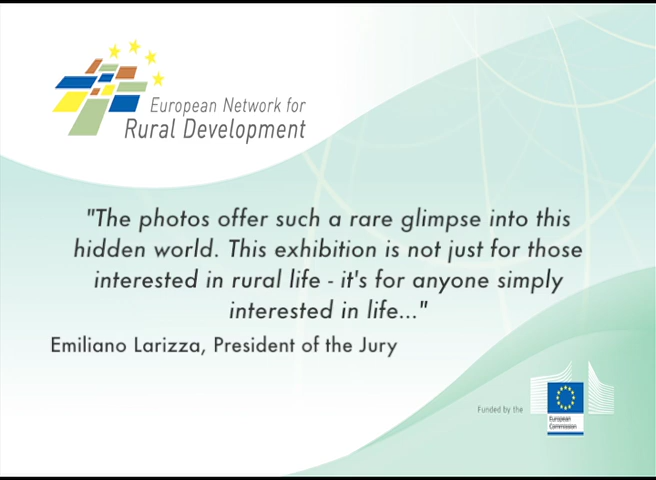 European Network for
Rural Development
"The photos offer such a rare glimpse into this
hidden world. This exhibition is not just for those
interested in rural life - it's for anyone simply
interested in life..."
Emiliano Larizza, President of the Jury
Funded by the
European
Commission